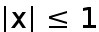 |x| ≤ 1